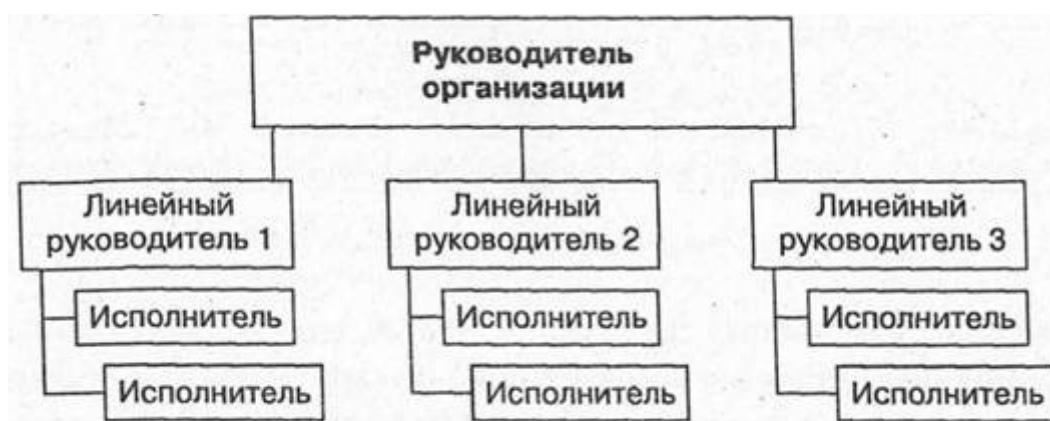 Руководитель
организации
Линейный
руководитель 1
Исполнитель
Исполнитель
Линейный
руководитель 2
Исполнитель
Исполнитель
Линейный
руководитель 3
Исполнитель
Исполнитель